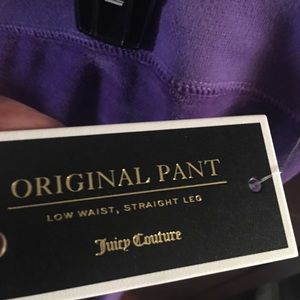 ORIGINAL PANT
LOW WAIST, STRAIGHT LEG
Juicy Couture